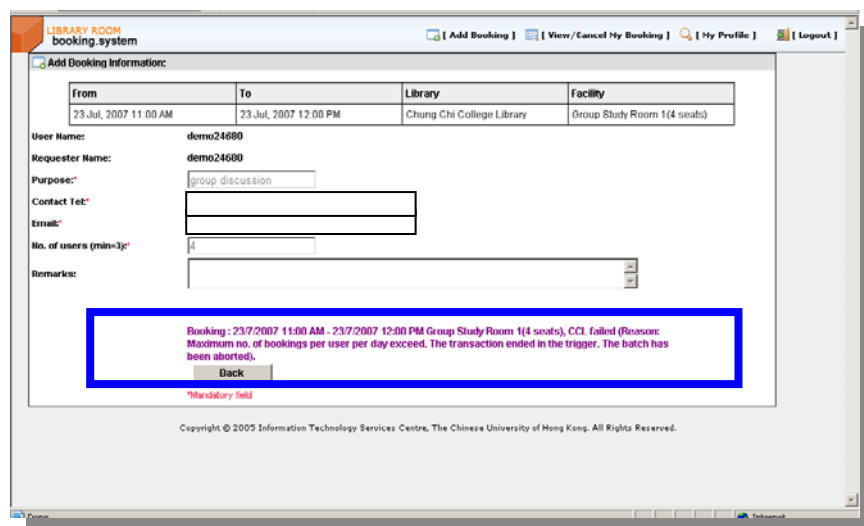 LIBRARY ROOM
booking.system
[ Add Booking ] [ View/Cancel My Booking ] [ My Profile ] [ Logout ]
Add Booking Information:
From To Library Facility
23 Jul, 2007 11:00 AM 23 Jul, 2007 12:00 PM Chung Chi College Library Group Study Room 1(4 seats)
User Name: demo24680
Requester Name: demo24680
Purpose:* group discussion
Contact Tel:*
Email:*
No. of users (min=3):* 4
Remarks:
Booking : 23/7/2007 11:00 AM - 23/7/2007 12:00 PM Group Study Room 1(4 seats), CCL failed (Reason:
Maximum no. of bookings per user per day exceed. The transaction ended in the trigger. The batch has
been aborted).
Back
*Mandatory field
Copyright © 2005 Information Technology Services Centre, The Chinese University of Hong Kong. All Rights Reserved.
Done Internet